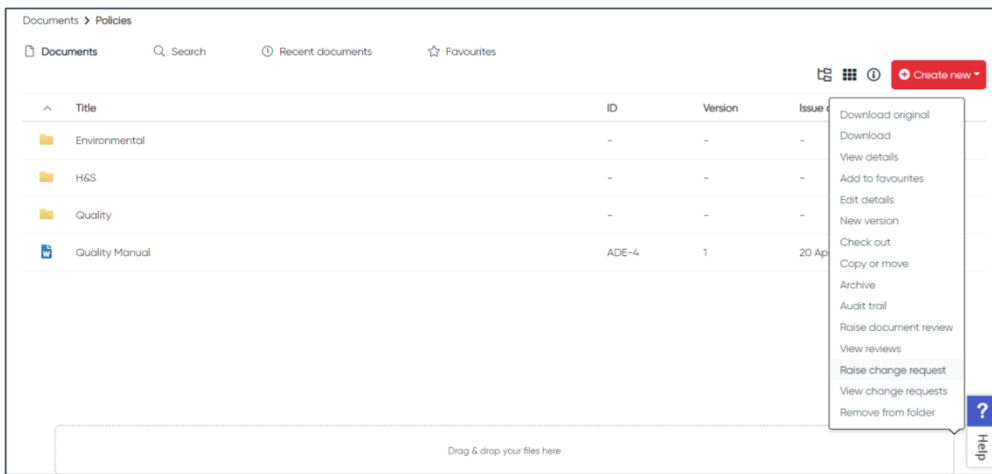 Documents > Policies
Documents Search Recent documents Favourites
Create new
Title ID Version Issue
Environmental - - -
H&S - - -
Quality - - -
Quality Manual ADE-4 1 20 Ap
Download original
Download
View details
Add to favourites
Edit details
New version
Check out
Copy or move
Archive
Audit trail
Raise document review
View reviews
Raise change request
View change requests
Remove from folder
Drag & drop your files here
? Help